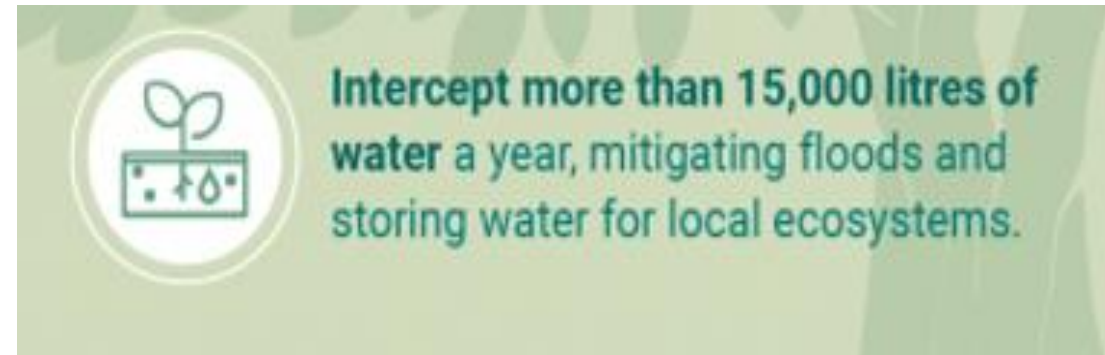 Intercept more than 15,000 litres of
water a year, mitigating floods and
storing water for local ecosystems.